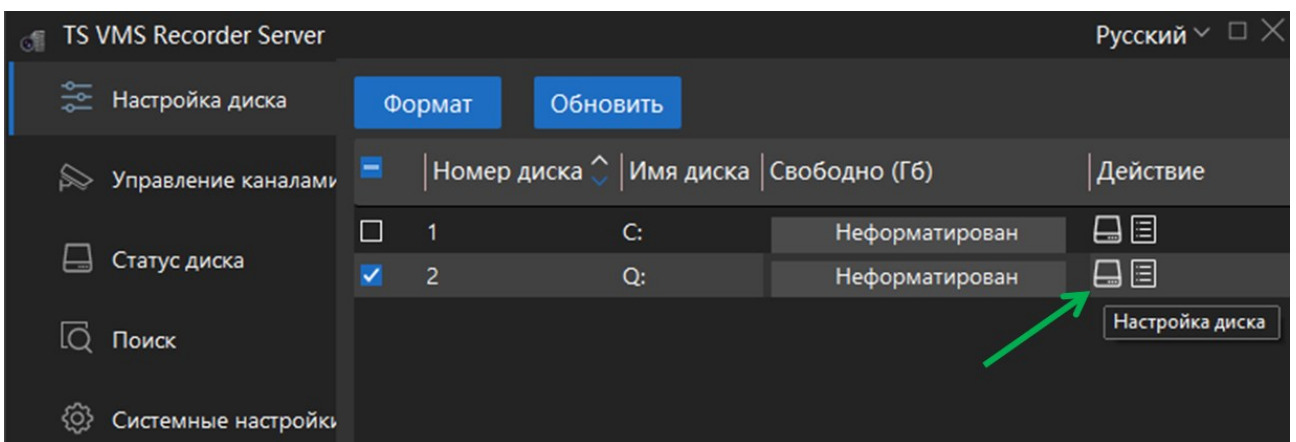 TS VMS Recorder Server
Русский
Настройка диска
Управление каналами
Статус диска
Поиск
Системные настройки
Формат Обновить
Номер диска Имя диска Свободно (Гб) Действие
1 C: Неформатирован
2 Q: Неформатирован
Настройка диска